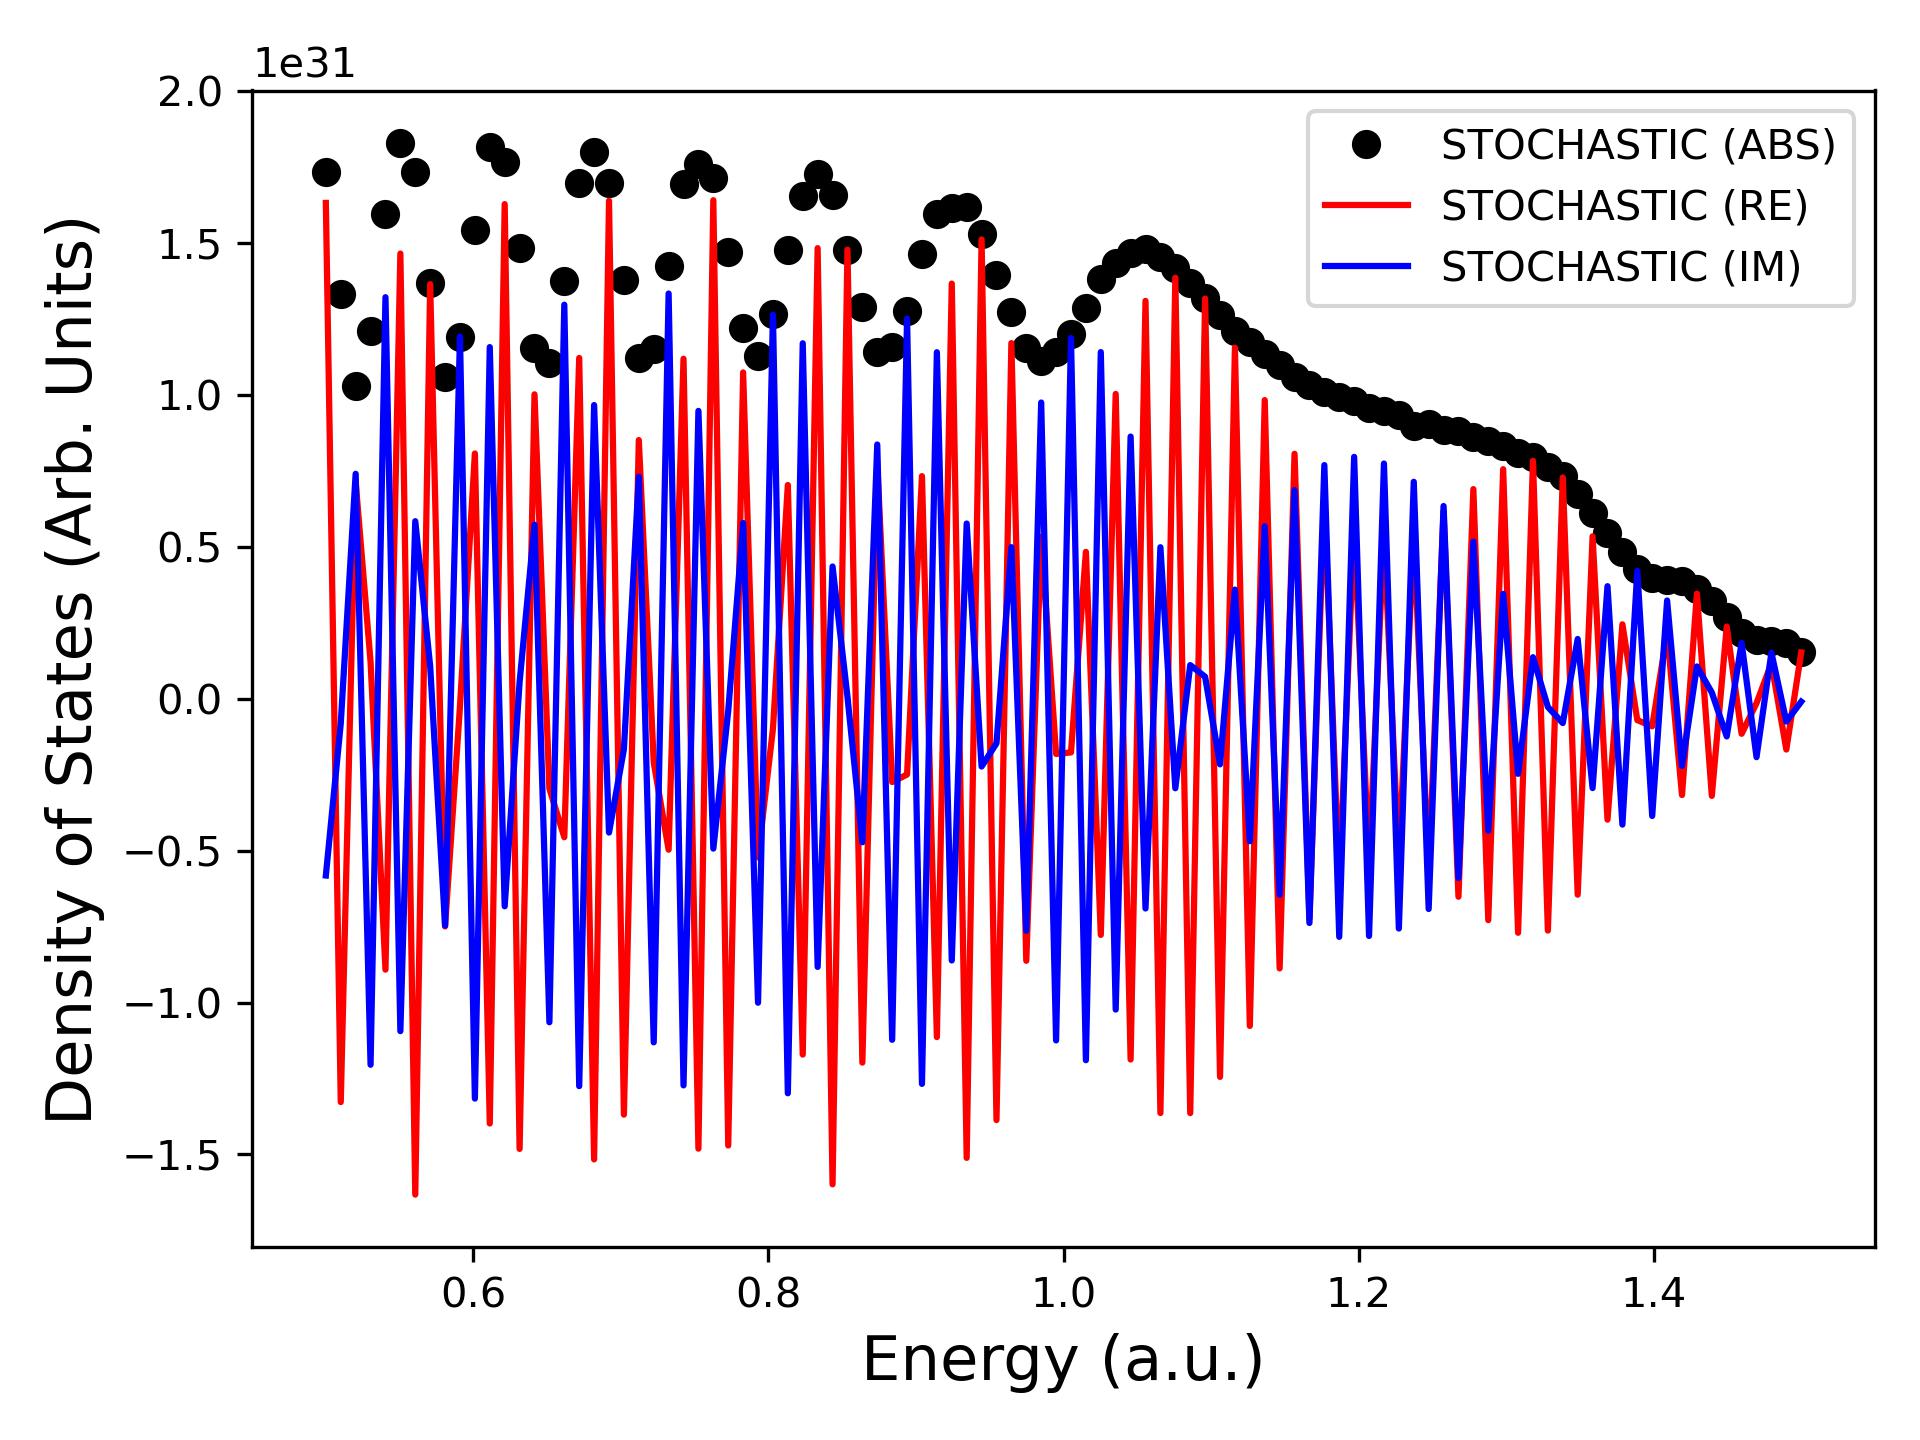 1e31
2.0
1.5
1.0
0.5
0.0
−0.5
−1.0
−1.5
Density of States (Arb. Units)
STOCHASTIC (ABS)
STOCHASTIC (RE)
STOCHASTIC (IM)
0.6 0.8 1.0 1.2 1.4
Energy (a.u.)